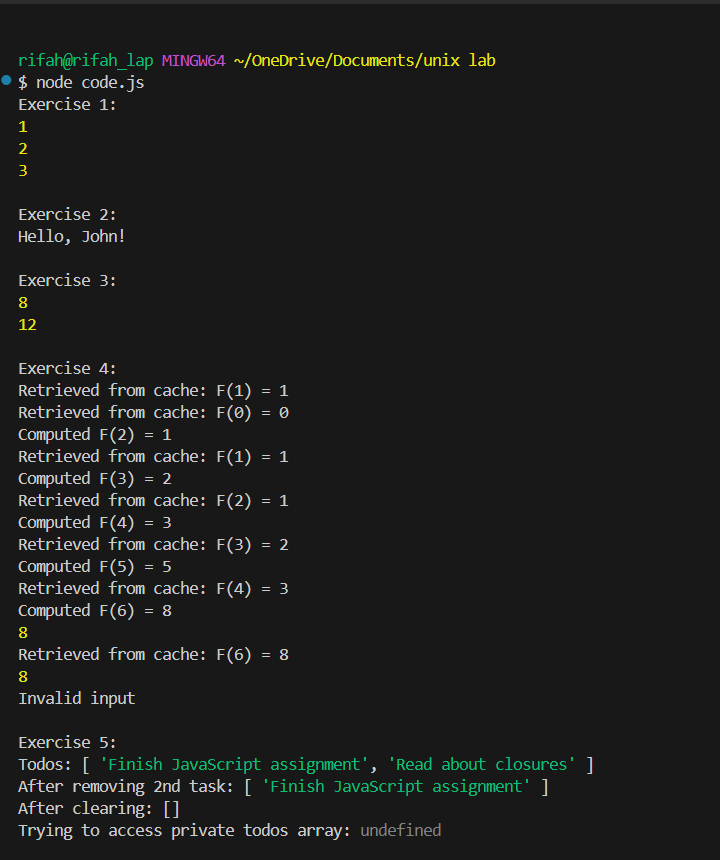 rifah@rifah_lap MINGW64 ~/OneDrive/Documents/unix lab
$ node code.js
Exercise 1:
1
2
3
Exercise 2:
Hello, John!
Exercise 3:
8
12
Exercise 4:
Retrieved from cache: F(1) = 1
Retrieved from cache: F(0) = 0
Computed F(2) = 1
Retrieved from cache: F(1) = 1
Computed F(3) = 2
Retrieved from cache: F(2) = 1
Computed F(4) = 3
Retrieved from cache: F(3) = 2
Computed F(5) = 5
Retrieved from cache: F(4) = 3
Computed F(6) = 8
8
Retrieved from cache: F(6) = 8
8
Invalid input
Exercise 5:
Todos: [ 'Finish JavaScript assignment', 'Read about closures' ]
After removing 2nd task: [ 'Finish JavaScript assignment' ]
After clearing: []
Trying to access private todos array: undefined